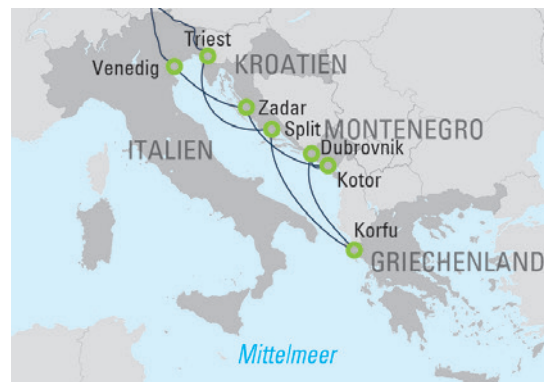 Triest
Venedig
KROATIEN
Zadar
Split
MONTENEGRO
ITALIEN
Dubrovnik
Kotor
Korfu
GRIECHENLAND
Mittelmeer